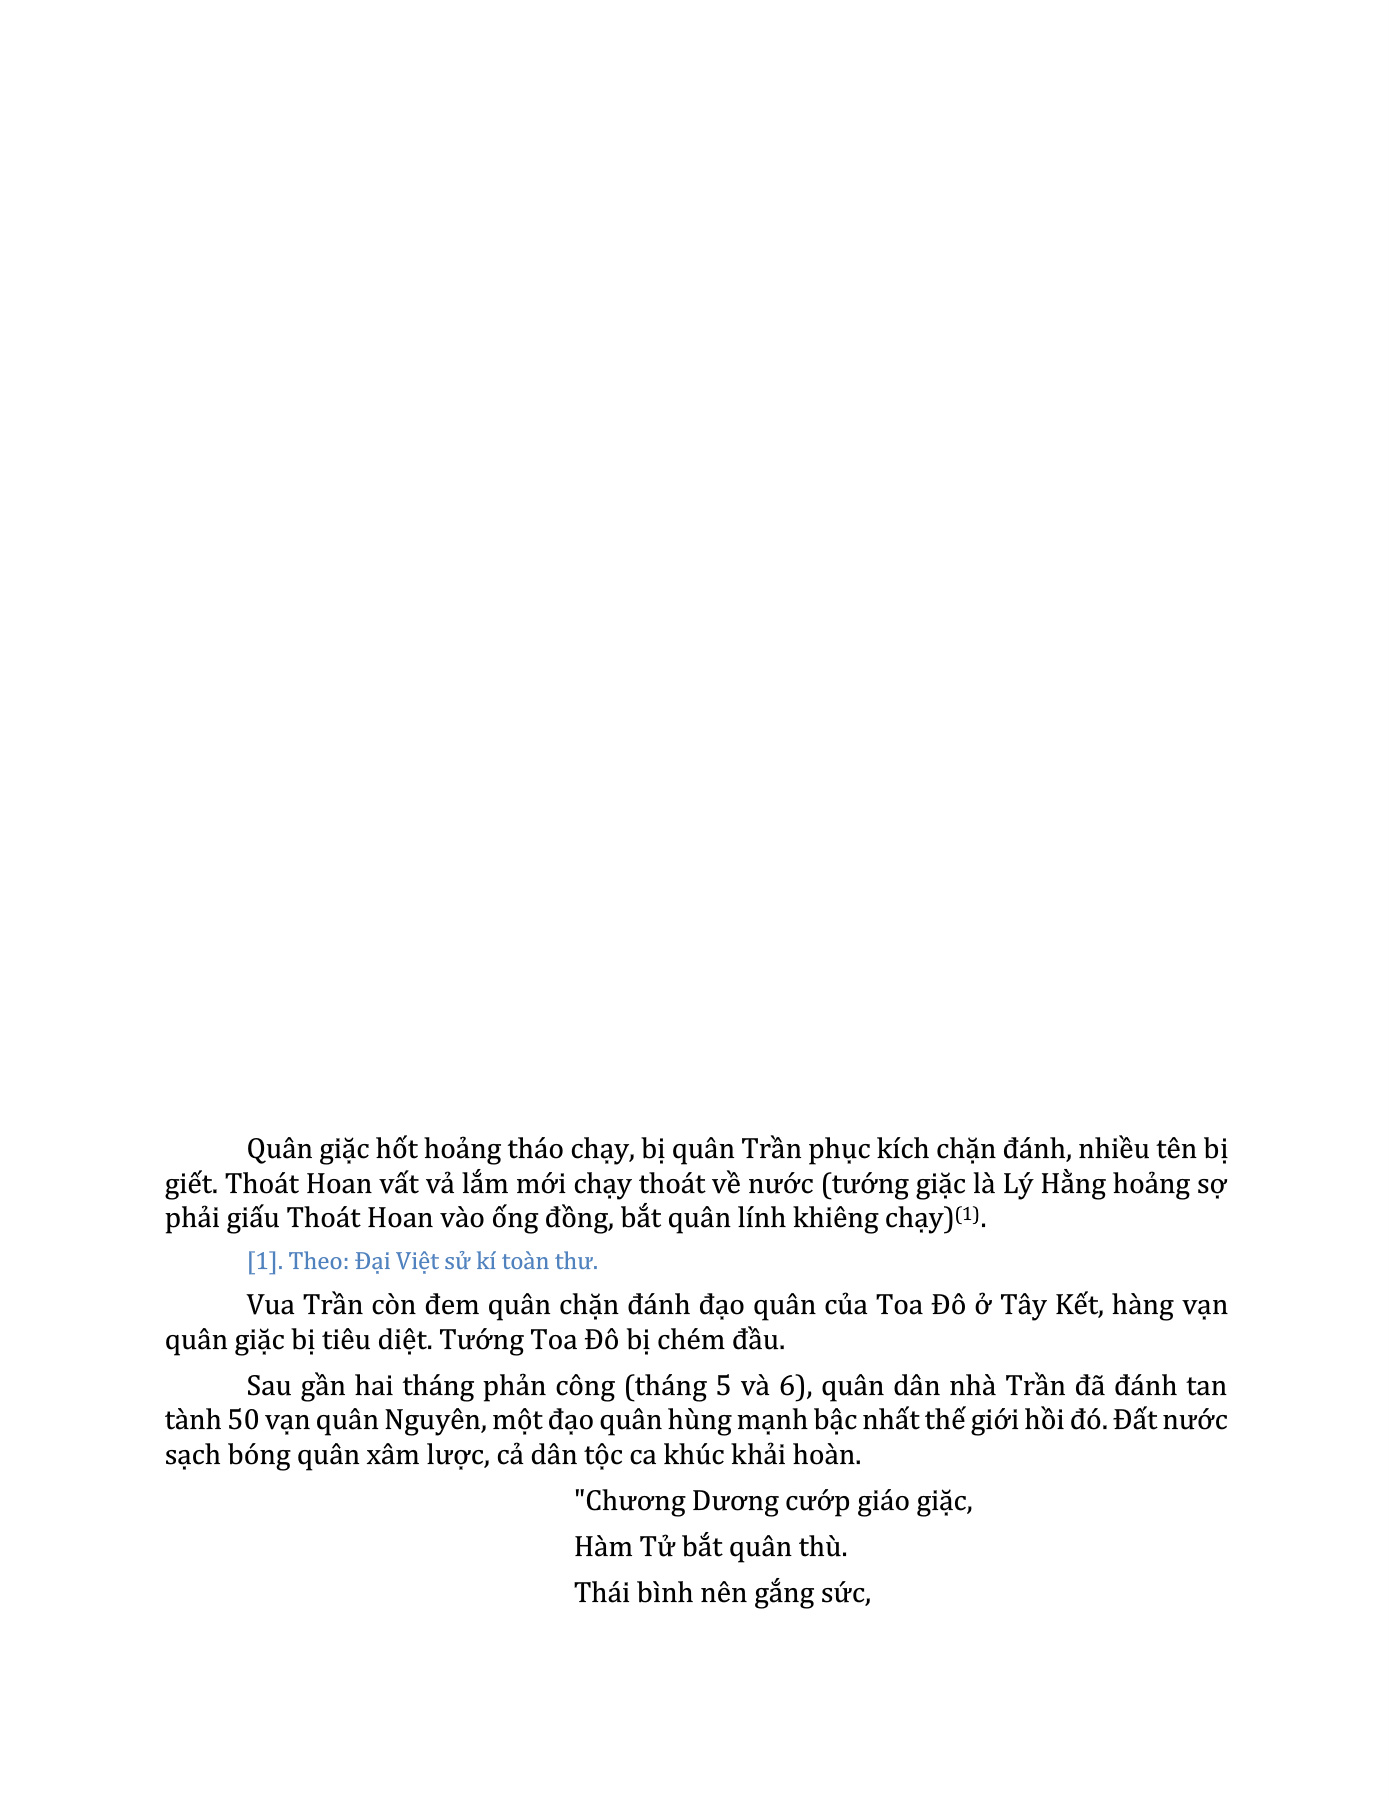 Quân giặc hốt hoảng tháo chạy, bị quân Trần phục kích chặn đánh, nhiều tên bị
giết. Thoát Hoan vất vả lắm mới chạy thoát về nước (tướng giặc là Lý Hằng hoảng sợ
phải giấu Thoát Hoan vào ống đồng, bắt quân lính khiêng chạy)(1).
[1]. Theo: Đại Việt sử kí toàn thư.
Vua Trần còn đem quân chặn đánh đạo quân của Toa Đô ở Tây Kết, hàng vạn
quân giặc bị tiêu diệt. Tướng Toa Đô bị chém đầu.
Sau gần hai tháng phản công (tháng 5 và 6), quân dân nhà Trần đã đánh tan
tành 50 vạn quân Nguyên, một đạo quân hùng mạnh bậc nhất thế giới hồi đó. Đất nước
sạch bóng quân xâm lược, cả dân tộc ca khúc khải hoàn.
"Chương Dương cướp giáo giặc,
Hàm Tử bắt quân thù.
Thái bình nên gắng sức,